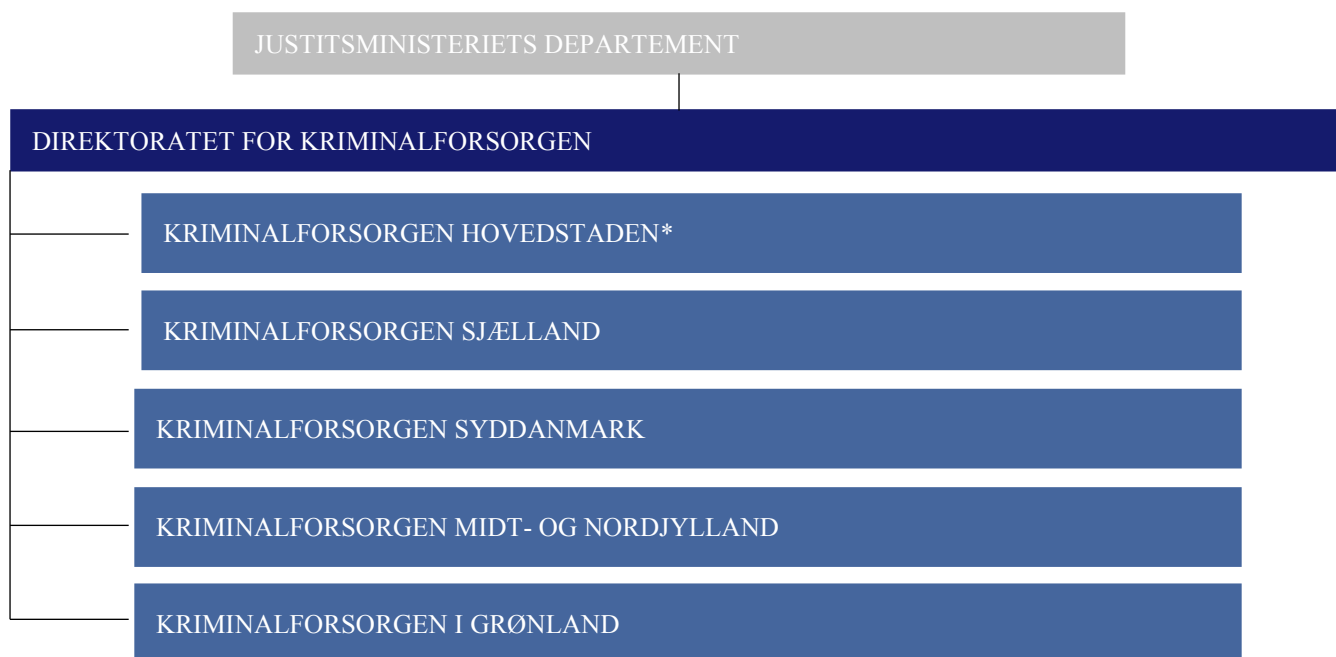 JUSTITSMINISTERIETS DEPARTEMENT
DIREKTORATET FOR KRIMINALFORSORGEN
KRIMINALFORSORGEN HOVEDSTADEN*
KRIMINALFORSORGEN SJÆLLAND
KRIMINALFORSORGEN SYDDANMARK
KRIMINALFORSORGEN MIDT- OG NORDJYLLAND
KRIMINALFORSORGEN I GRØNLAND